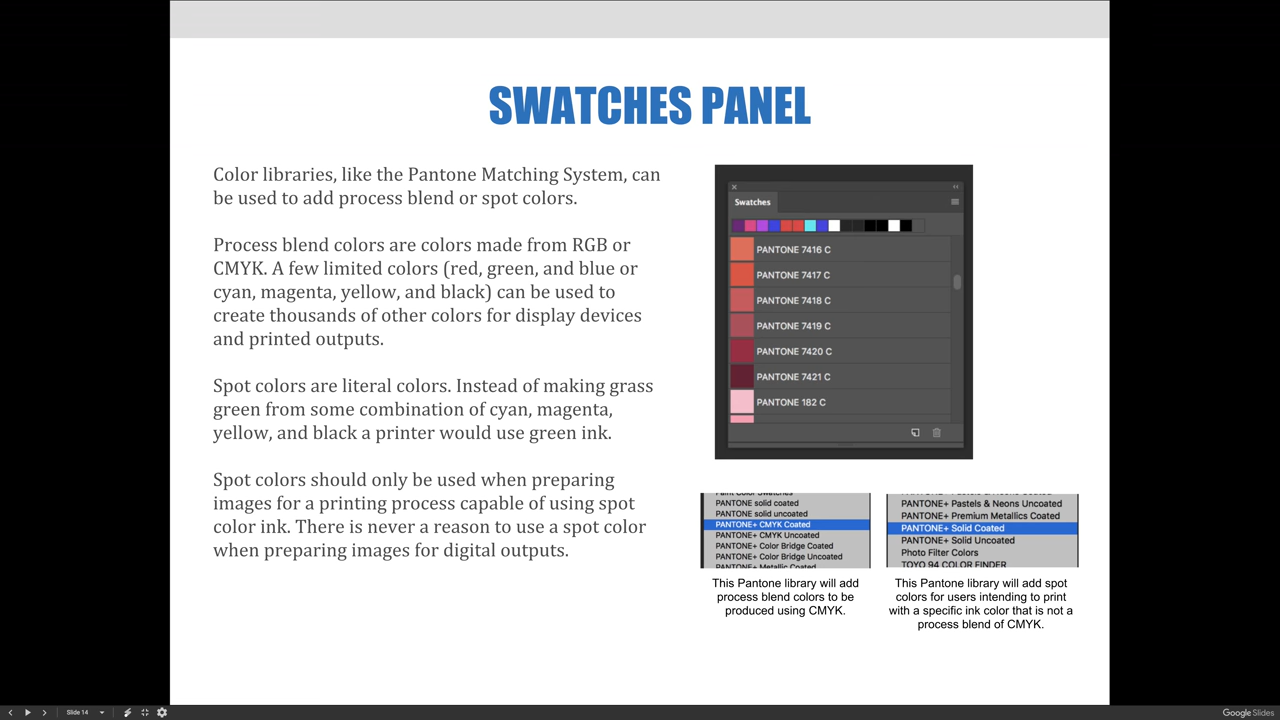 SWATCHES PANEL
Color libraries, like the Pantone Matching System, can
be used to add process blend or spot colors.
Process blend colors are colors made from RGB or
CMYK. A few limited colors (red, green, and blue or
cyan, magenta, yellow, and black) can be used to
create thousands of other colors for display devices
and printed outputs.
Spot colors are literal colors. Instead of making grass
green from some combination of cyan, magenta,
yellow, and black a printer would use green ink.
Spot colors should only be used when preparing
images for a printing process capable of using spot
color ink. There is never a reason to use a spot color
when preparing images for digital outputs.
Swatches
PANTONE 7416 C
PANTONE 7417 C
PANTONE 7418 C
PANTONE 7419 C
PANTONE 7420 C
PANTONE 7421 C
PANTONE 182 C
Paint Color Swatches
PANTONE solid coated
PANTONE solid uncoated
PANTONE+ CMYK Coated
PANTONE+ CMYK Uncoated
PANTONE+ Color Bridge Coated
PANTONE+ Color Bridge Uncoated
PANTONE+ Metallic Coated
This Pantone library will add
process blend colors to be
produced using CMYK.
PANTONE+ Pastels & Neons Coated
PANTONE+ Pastels & Neons Uncoated
PANTONE+ Premium Metallics Coated
PANTONE+ Solid Coated
PANTONE+ Solid Uncoated
Photo Filter Colors
TOYO 94 COLOR FINDER
This Pantone library will add spot
colors for users intending to print
with a specific ink color that is not a
process blend of CMYK.
Slide 14
Google Slides